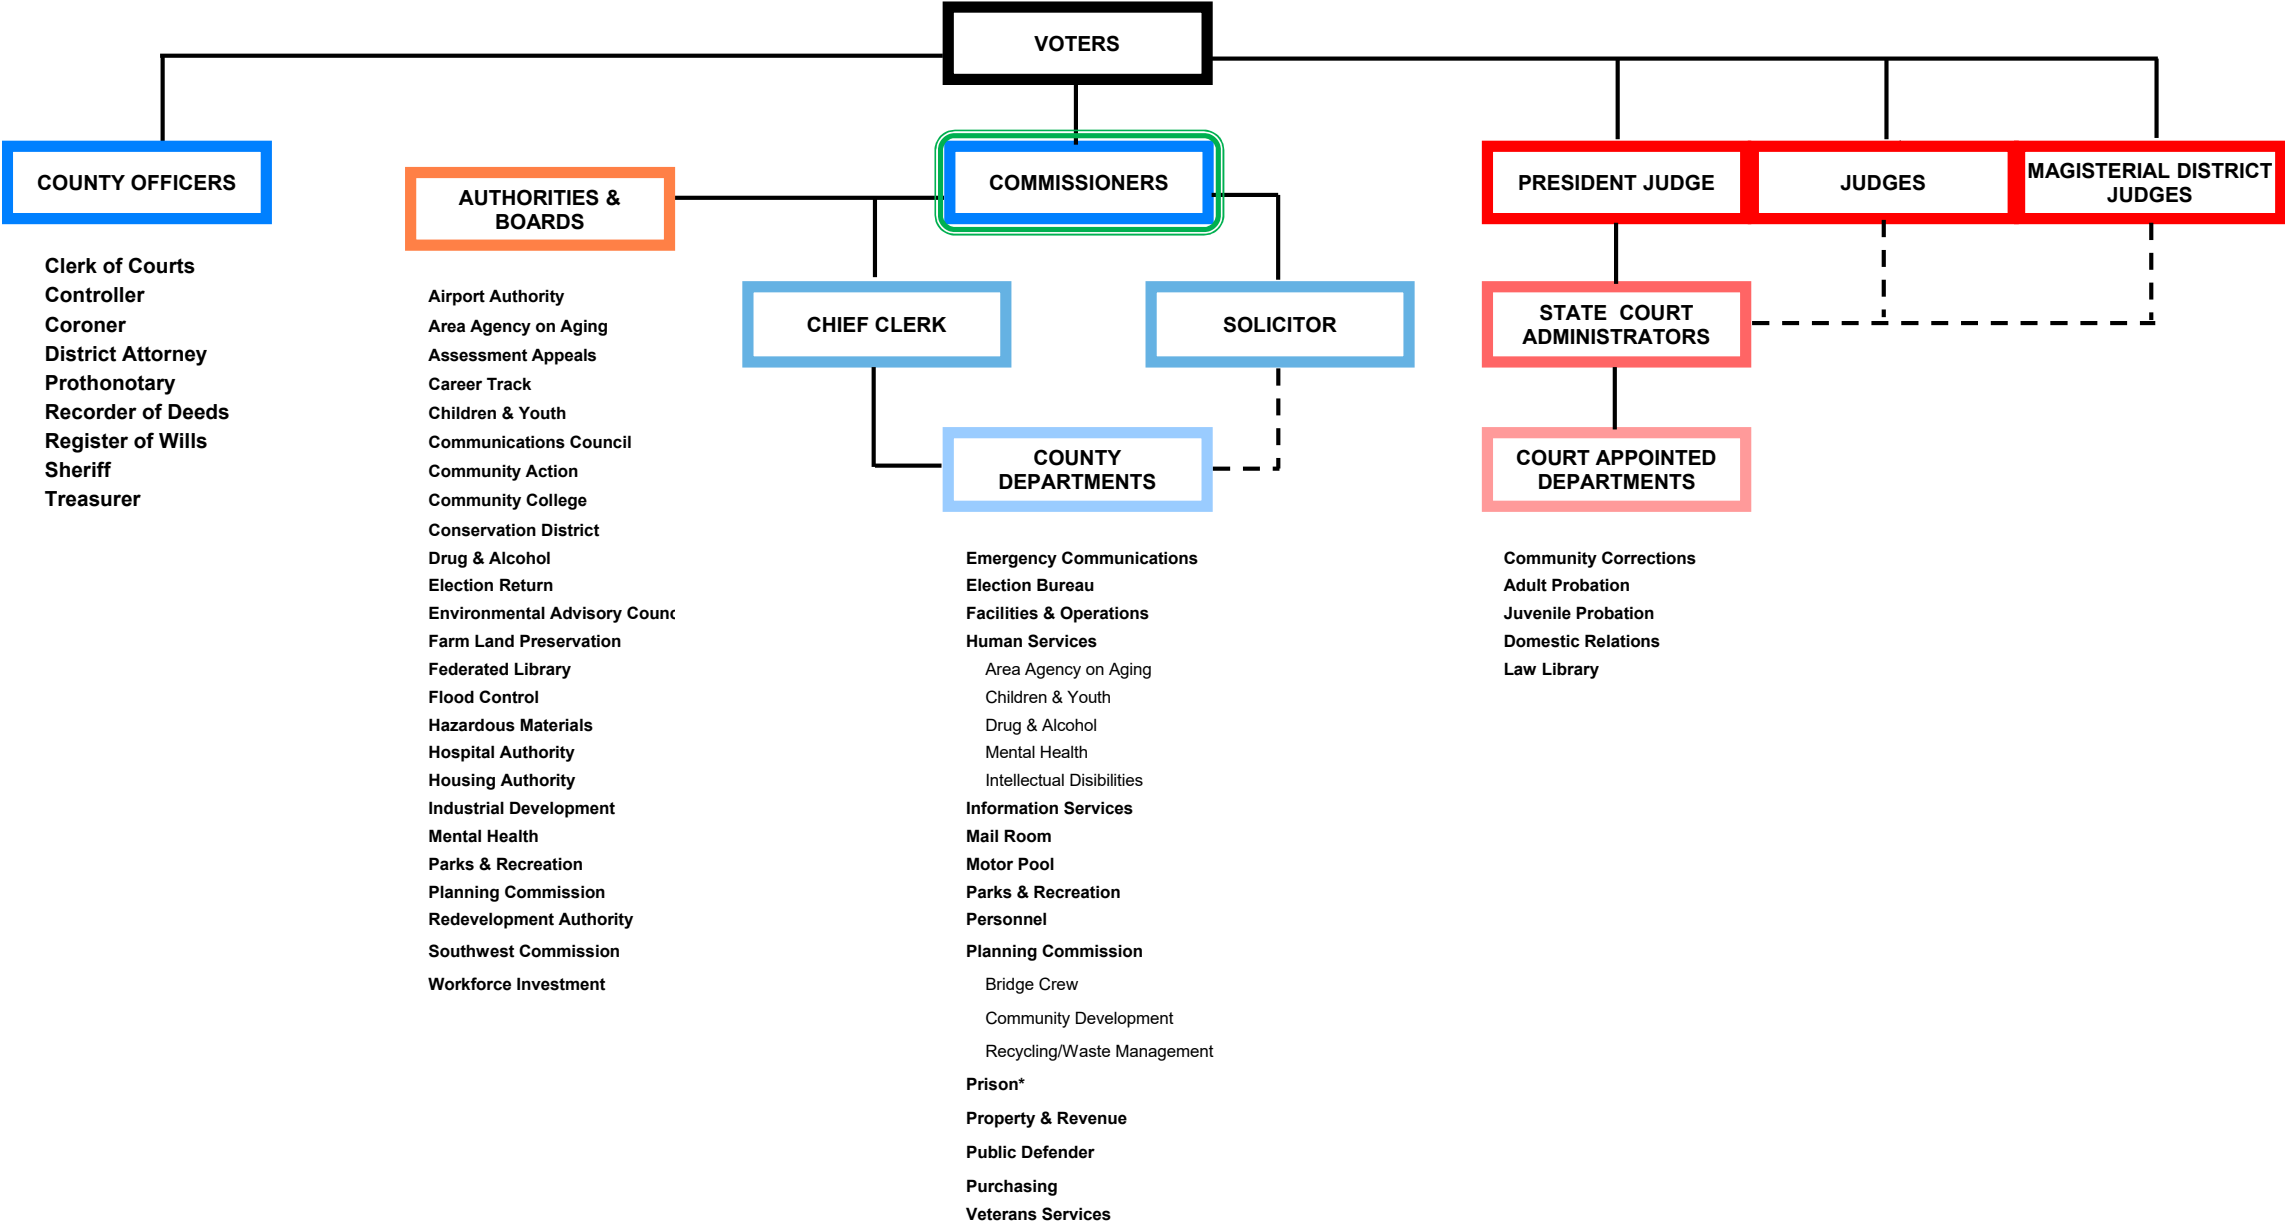 VOTERS
COUNTY OFFICERS
Clerk of Courts
Controller
Coroner
District Attorney
Prothonotary
Recorder of Deeds
Register of Wills
Sheriff
Treasurer
AUTHORITIES &
BOARDS
Airport Authority
Area Agency on Aging
Assessment Appeals
Career Track
Children & Youth
Communications Council
Community Action
Community College
Conservation District
Drug & Alcohol
Election Return
Environmental Advisory Counc
Farm Land Preservation
Federated Library
Flood Control
Hazardous Materials
Hospital Authority
Housing Authority
Industrial Development
Mental Health
Parks & Recreation
Planning Commission
Redevelopment Authority
Southwest Commission
Workforce Investment
COMMISSIONERS
CHIEF CLERK
SOLICITOR
COUNTY
DEPARTMENTS
Emergency Communications
Election Bureau
Facilities & Operations
Human Services
Area Agency on Aging
Children & Youth
Drug & Alcohol
Mental Health
Intellectual Disibilities
Information Services
Mail Room
Motor Pool
Parks & Recreation
Personnel
Planning Commission
Bridge Crew
Community Development
Recycling/Waste Management
Prison*
Property & Revenue
Public Defender
Purchasing
Veterans Services
PRESIDENT JUDGE
JUDGES
MAGISTERIAL DISTRICT
JUDGES
STATE COURT
ADMINISTRATORS
COURT APPOINTED
DEPARTMENTS
Community Corrections
Adult Probation
Juvenile Probation
Domestic Relations
Law Library